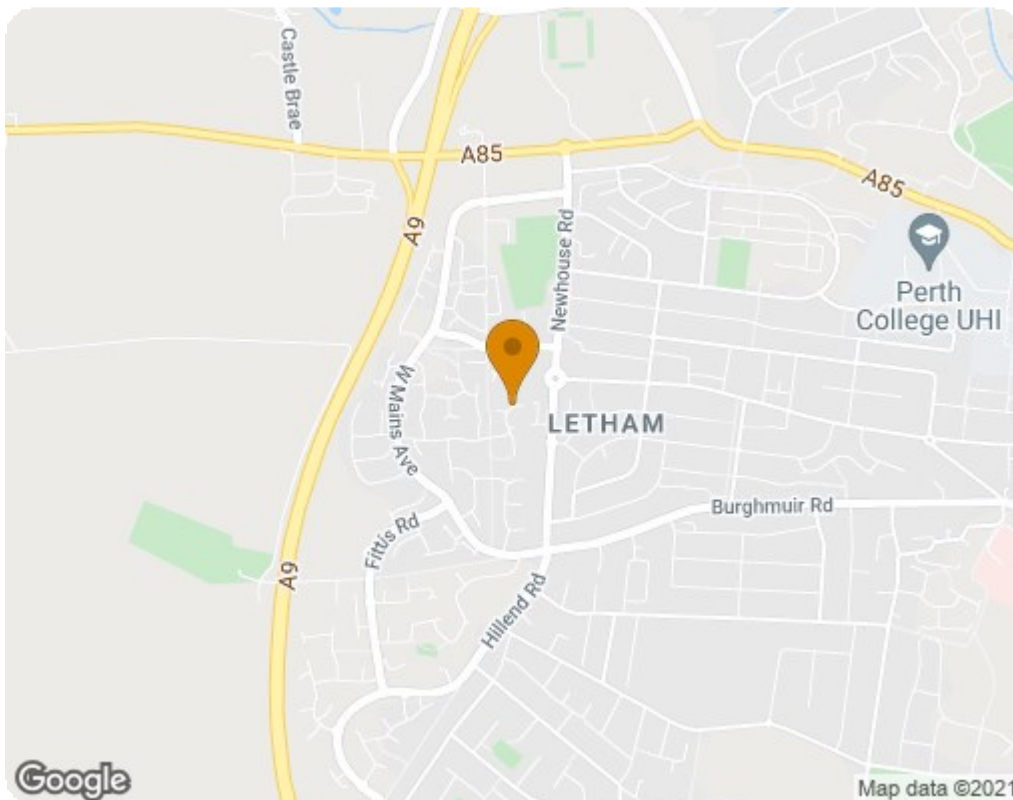 Castle Brae
A85
A85
A9
Newhouse Rd
Perth
College UHI
W Mains Ave
LETHAM
Burghmuir Rd
Fittis Rd
A9
Hillend Rd
Google
Map data ©2021